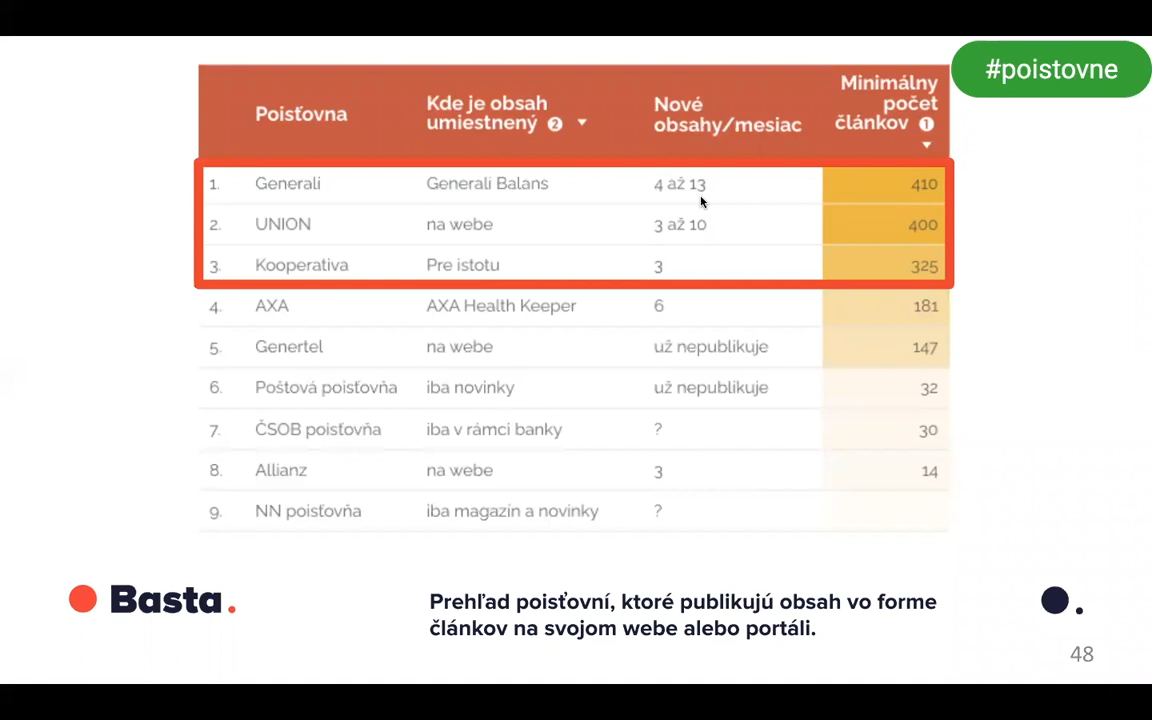 #poistovne
Poisťovna
Kde je obsah
umiestnený 2
Nové
obsahy/mesiac
Minimálny
počet
článkov 1
1. Generali Generali Balans 4 až 13 410
2. UNION na webe 3 až 10 400
3. Kooperativa Pre istotu 3 325
4. AXA AXA Health Keeper 6 181
5. Genertel na webe už nepublikuje 147
6. Poštová poisťovňa iba novinky už nepublikuje 32
7. ČSOB poisťovňa iba v rámci banky ? 30
8. Allianz na webe 3 14
9. NN poisťovňa iba magazín a novinky ?
Basta.
Prehľad poisťovní, ktoré publikujú obsah vo forme
článkov na svojom webe alebo portáli.
48